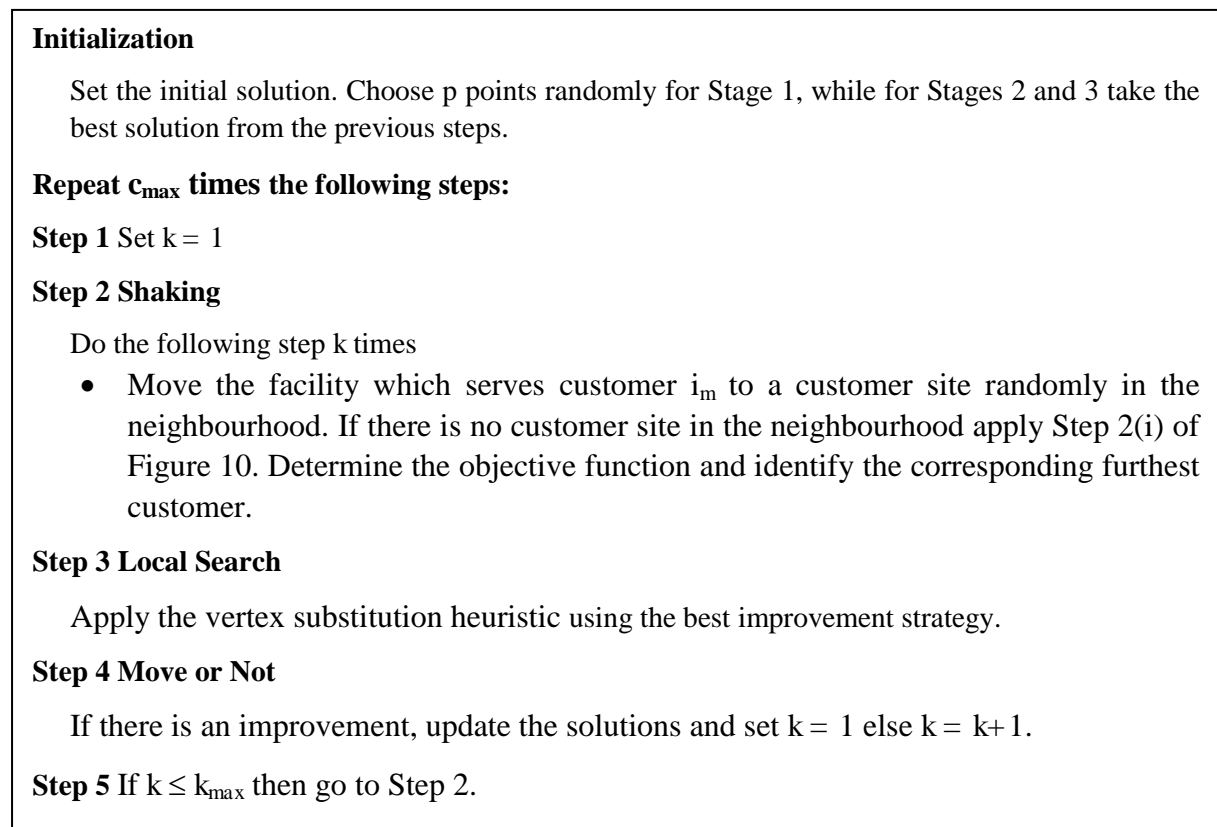 Initialization
Set the initial solution. Choose p points randomly for Stage 1, while for Stages 2 and 3 take the
best solution from the previous steps.
Repeat cmax times the following steps:
Step 1 Set k = 1
Step 2 Shaking
Do the following step k times
• Move the facility which serves customer im to a customer site randomly in the
neighbourhood. If there is no customer site in the neighbourhood apply Step 2(i) of
Figure 10. Determine the objective function and identify the corresponding furthest
customer.
Step 3 Local Search
Apply the vertex substitution heuristic using the best improvement strategy.
Step 4 Move or Not
If there is an improvement, update the solutions and set k = 1 else k = k+1.
Step 5 If k ≤ kmax then go to Step 2.